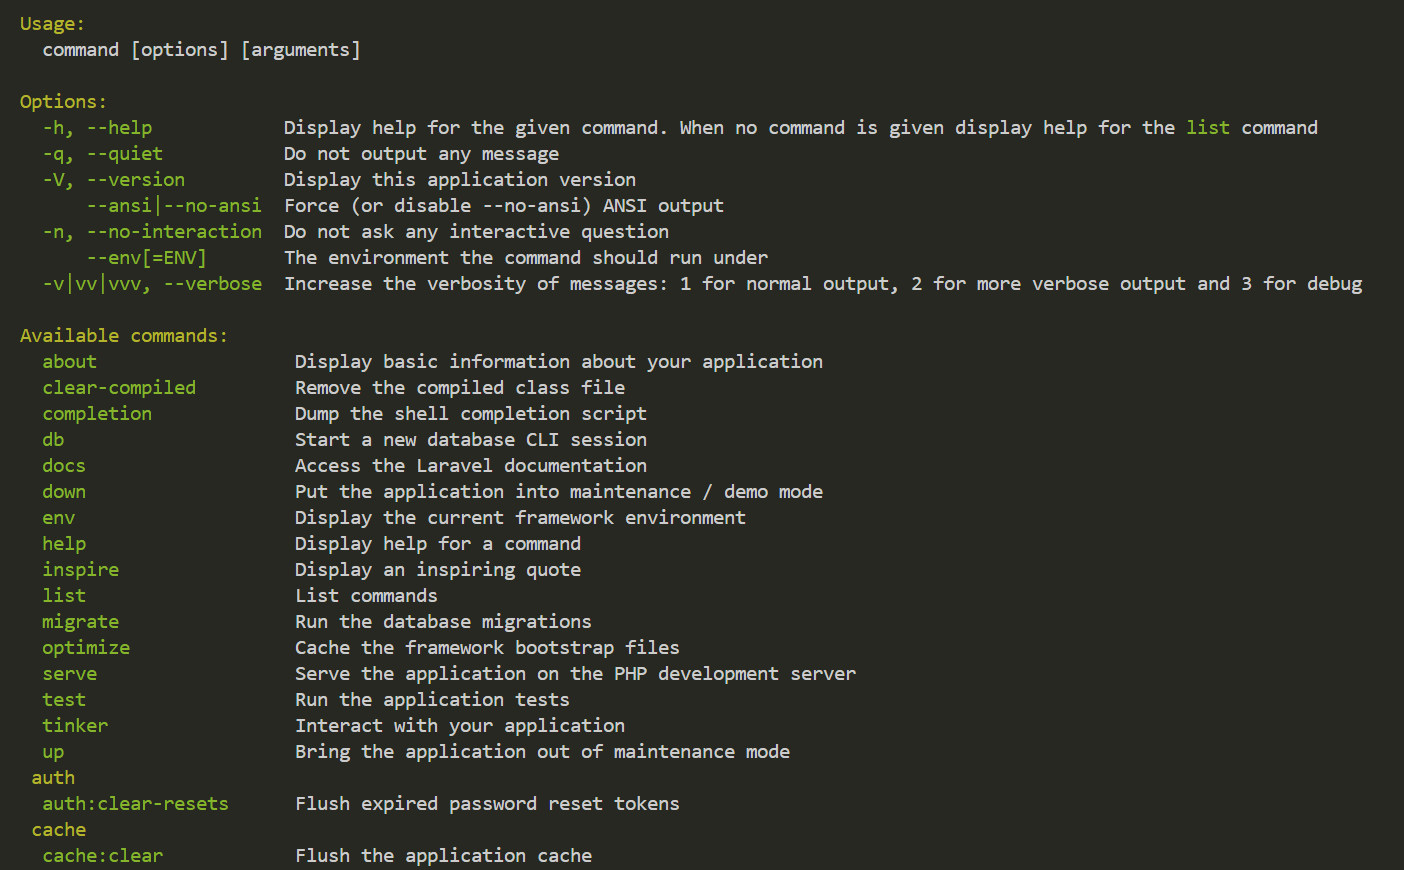 Usage:
  command [options] [arguments]

Options:
  -h, --help            Display help for the given command. When no command is given display help for the list command
  -q, --quiet           Do not output any message
  -V, --version         Display this application version
      --ansi|--no-ansi  Force (or disable --no-ansi) ANSI output
  -n, --no-interaction  Do not ask any interactive question
      --env[=ENV]       The environment the command should run under
  -v|vv|vvv, --verbose  Increase the verbosity of messages: 1 for normal output, 2 for more verbose output and 3 for debug

Available commands:
  about                  Display basic information about your application
  clear-compiled         Remove the compiled class file
  completion             Dump the shell completion script
  db                     Start a new database CLI session
  docs                   Access the Laravel documentation
  down                   Put the application into maintenance / demo mode
  env                    Display the current framework environment
  help                   Display help for a command
  inspire                Display an inspiring quote
  list                   List commands
  migrate                Run the database migrations
  optimize               Cache the framework bootstrap files
  serve                  Serve the application on the PHP development server
  test                   Run the application tests
  tinker                 Interact with your application
  up                     Bring the application out of maintenance mode
 auth
  auth:clear-resets      Flush expired password reset tokens
 cache
  cache:clear            Flush the application cache